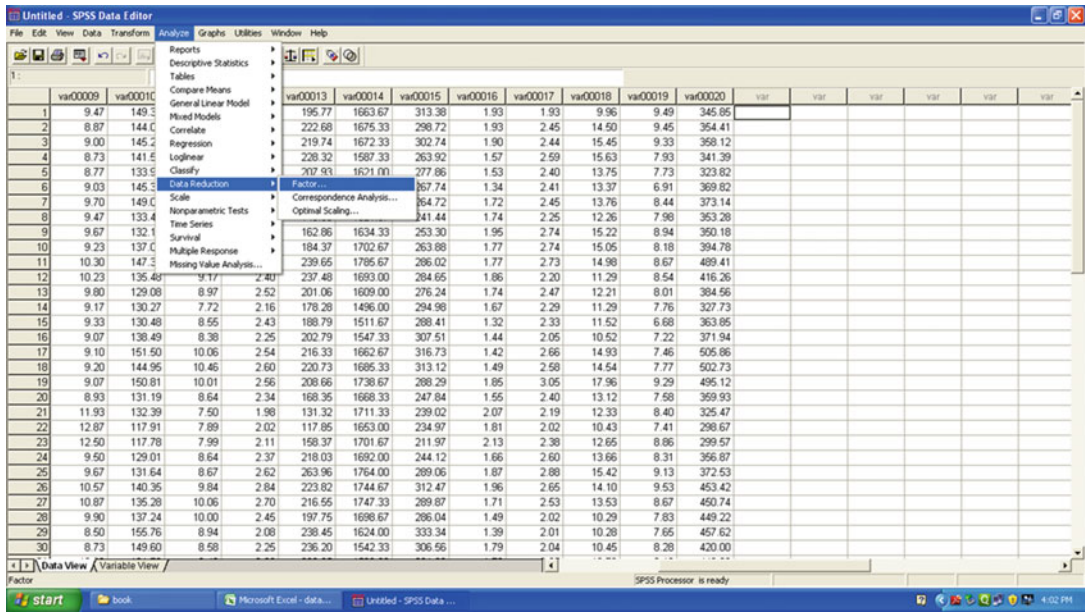 Untitled - SPSS Data Editor
File Edit View Data Transform Analyze Graphs Utilities Window Help
Reports
Descriptive Statistics
Tables
Compare Means
General Linear Model
Mixed Models
Correlate
Regression
Loglinear
Classify
Data Reduction
Scale
Nonparametric Tests
Time Series
Survival
Multiple Response
Missing Value Analysis...
Factor...
Correspondence Analysis...
Optimal Scaling...
1 :
var00009 var00010 var00013 var00014 var00015 var00016 var00017 var00018 var00019 var00020 var var var var var var
1 9.47 149.3 195.77 1663.67 313.38 1.93 1.93 9.96 9.49 345.85
2 8.87 144.0 222.68 1675.33 298.72 1.93 2.45 14.50 9.45 354.41
3 9.00 145.2 219.74 1672.33 302.74 1.90 2.44 15.45 9.33 358.12
4 8.73 141.5 228.32 1587.33 263.92 1.57 2.59 15.63 7.93 341.39
5 8.77 133.9 207.93 1621.00 277.86 1.53 2.40 13.75 7.73 323.82
6 9.03 145.3 267.74 1.34 2.41 13.37 6.91 369.82
7 9.70 149.0 264.72 1.72 2.45 13.76 8.44 373.14
8 9.47 133.4 241.44 1.74 2.25 12.26 7.98 353.28
9 9.67 132.1 162.86 1634.33 253.30 1.95 2.74 15.22 8.94 350.18
10 9.23 137.0 184.37 1702.67 263.88 1.77 2.74 15.05 8.18 394.78
11 10.30 147.3 239.65 1785.67 286.02 1.77 2.73 14.98 8.67 489.41
12 10.23 135.48 9.17 2.40 237.48 1693.00 284.65 1.86 2.20 11.29 8.54 416.26
13 9.80 129.08 8.97 2.52 201.06 1609.00 276.24 1.74 2.47 12.21 8.01 384.56
14 9.17 130.27 7.72 2.16 178.28 1496.00 294.98 1.67 2.29 11.29 7.76 327.73
15 9.33 130.48 8.55 2.43 188.79 1511.67 288.41 1.32 2.33 11.52 6.68 363.85
16 9.07 138.49 8.38 2.25 202.79 1547.33 307.51 1.44 2.05 10.52 7.22 371.94
17 9.10 151.50 10.06 2.54 216.33 1662.67 316.73 1.42 2.66 14.93 7.46 505.86
18 9.20 144.95 10.46 2.60 220.73 1685.33 313.12 1.49 2.58 14.54 7.77 502.73
19 9.07 150.81 10.01 2.56 208.66 1738.67 288.29 1.85 3.05 17.96 9.29 495.12
20 8.93 131.19 8.64 2.34 168.35 1668.33 247.84 1.55 2.40 13.12 7.58 359.93
21 11.93 132.39 7.50 1.98 131.32 1711.33 239.02 2.07 2.19 12.33 8.40 325.47
22 12.87 117.91 7.89 2.02 117.85 1653.00 234.97 1.81 2.02 10.43 7.41 298.67
23 12.50 117.78 7.99 2.11 158.37 1701.67 211.97 2.13 2.38 12.65 8.86 299.57
24 9.50 129.01 8.64 2.37 218.03 1692.00 244.12 1.66 2.60 13.66 8.31 356.87
25 9.67 131.64 8.67 2.62 263.96 1764.00 289.06 1.87 2.88 15.42 9.13 372.53
26 10.57 140.35 9.84 2.84 223.82 1744.67 312.47 1.96 2.65 14.10 9.53 453.42
27 10.87 135.28 10.06 2.70 216.55 1747.33 289.87 1.71 2.53 13.53 8.67 450.74
28 9.90 137.24 10.00 2.45 197.75 1698.67 286.04 1.49 2.02 10.29 7.83 449.22
29 8.50 155.76 8.94 2.08 238.45 1624.00 333.34 1.39 2.01 10.28 7.65 457.62
30 8.73 149.60 8.58 2.25 236.20 1542.33 306.56 1.79 2.04 10.45 8.28 420.00
Data View Variable View
Factor SPSS Processor is ready
start book Microsoft Excel - data... Untitled - SPSS Data ... 4:02 PM